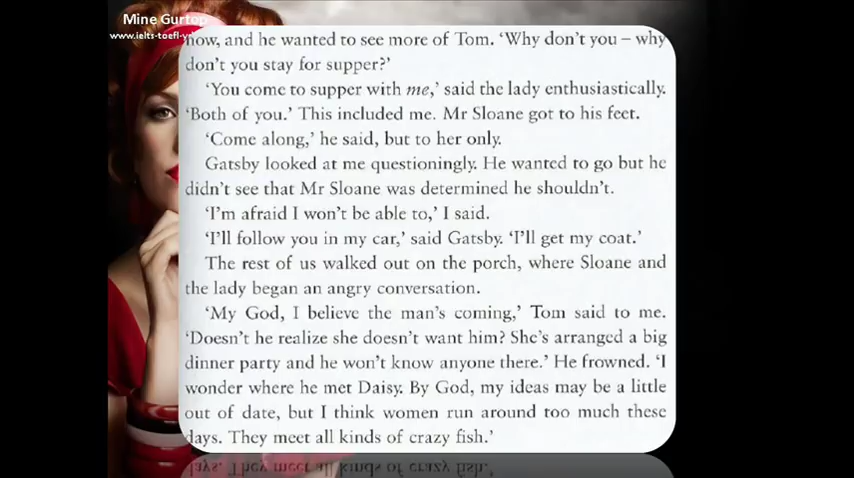 Mine Gurtop
now, and he wanted to see more of Tom. ‘Why don’t you – why
don’t you stay for supper?’
‘You come to supper with me,’ said the lady enthusiastically.
‘Both of you.’ This included me. Mr Sloane got to his feet.
‘Come along,’ he said, but to her only.
Gatsby looked at me questioningly. He wanted to go but he
didn’t see that Mr Sloane was determined he shouldn’t.
‘I’m afraid I won’t be able to,’ I said.
‘I’ll follow you in my car,’ said Gatsby. ‘I’ll get my coat.’
The rest of us walked out on the porch, where Sloane and
the lady began an angry conversation.
‘My God, I believe the man’s coming,’ Tom said to me.
‘Doesn’t he realize she doesn’t want him? She’s arranged a big
dinner party and he won’t know anyone there.’ He frowned. ‘I
wonder where he met Daisy. By God, my ideas may be a little
out of date, but I think women run around too much these
days. They meet all kinds of crazy fish.’